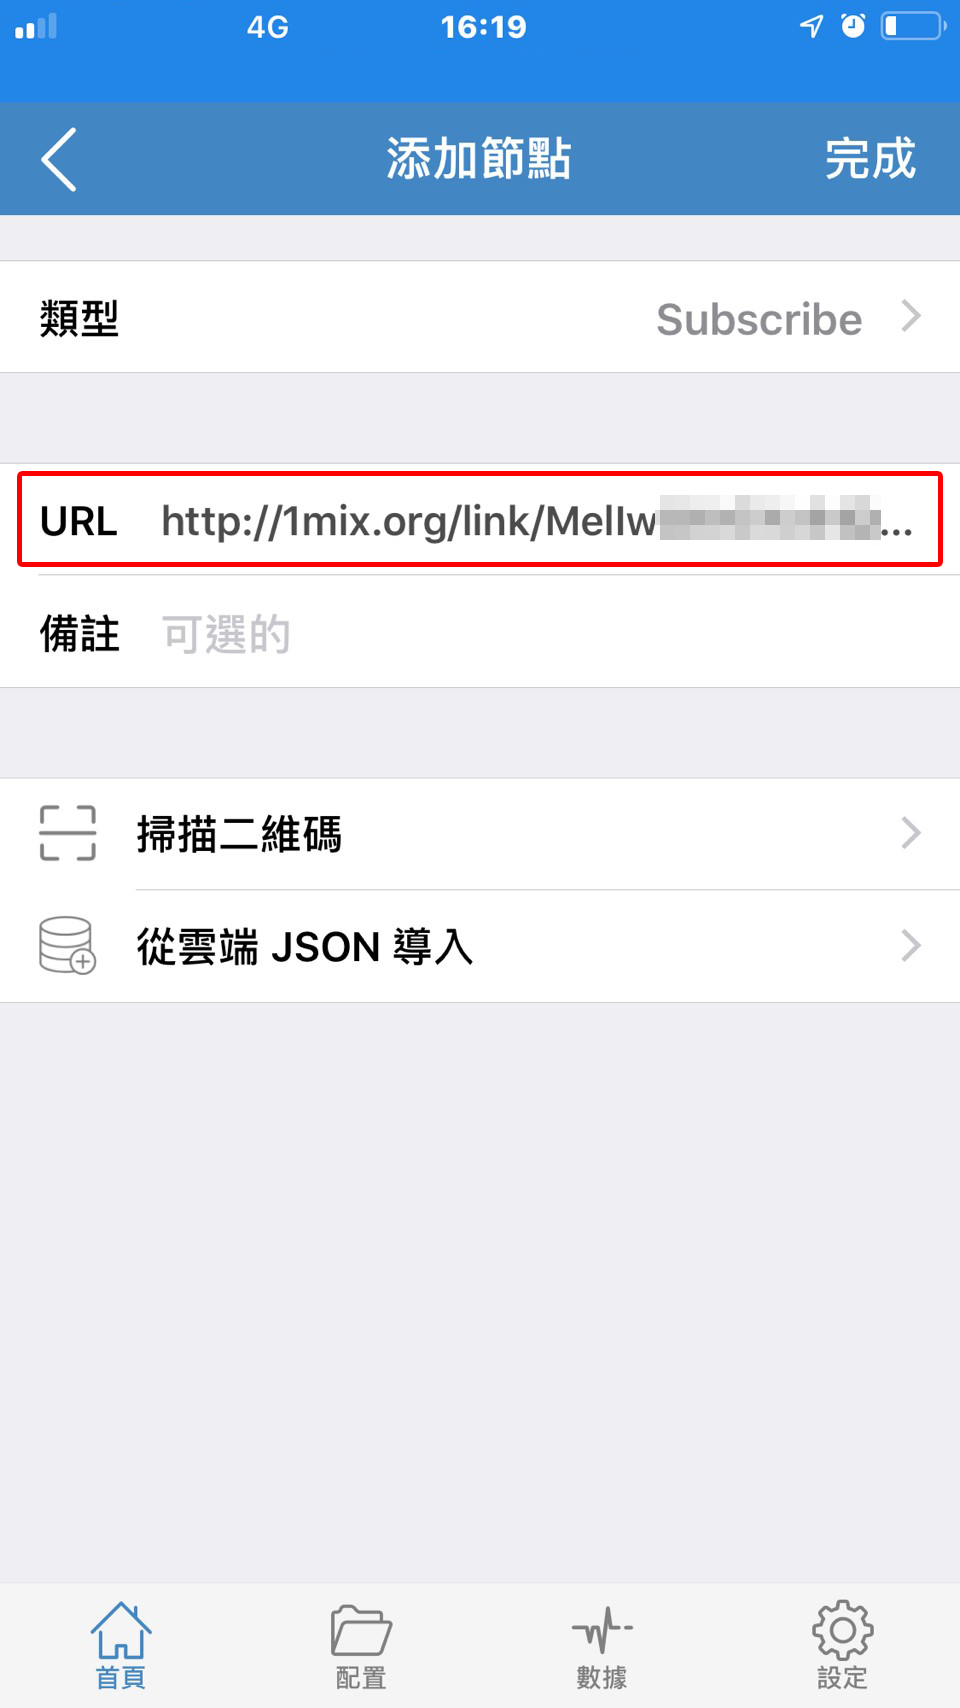 4G 16:19
添加節點 完成
類型 Subscribe
URL http://1mix.org/link/MelIw...
備註 可選的
掃描二維碼
從雲端 JSON 導入
首頁 配置 數據 設定